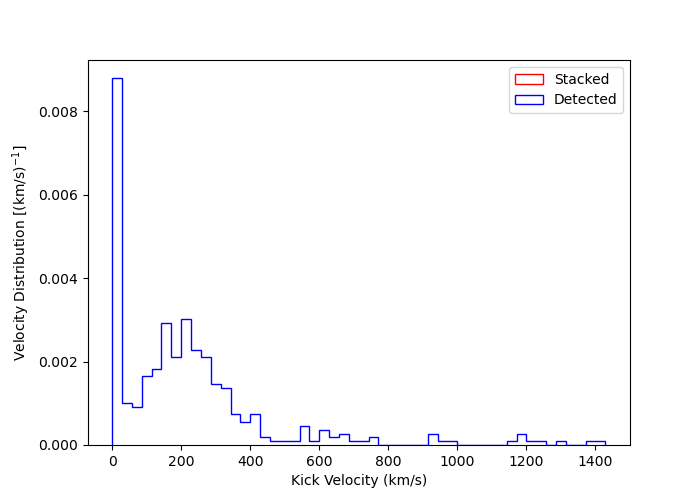 Stacked
Detected
0.008
0.006
0.004
0.002
0.000
Velocity Distribution [(km/s)⁻¹]
0 200 400 600 800 1000 1200 1400
Kick Velocity (km/s)